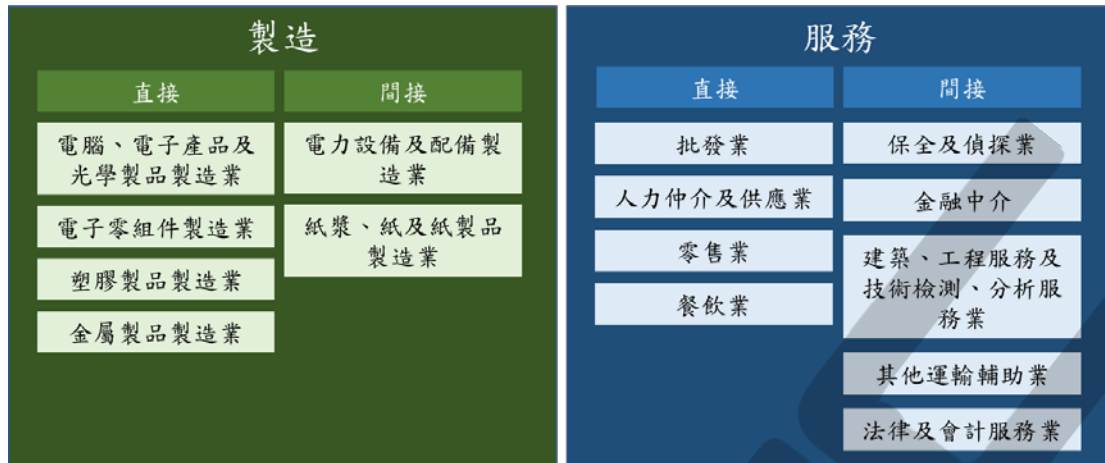 製造
直接
電腦、電子產品及
光學製品製造業
電子零組件製造業
塑膠製品製造業
金屬製品製造業
間接
電力設備及配備製
造業
紙漿、紙及紙製品
製造業
服務
直接
批發業
人力仲介及供應業
零售業
餐飲業
間接
保全及偵探業
金融中介
建築、工程服務及
技術檢測、分析服
務業
其他運輸輔助業
法律及會計服務業